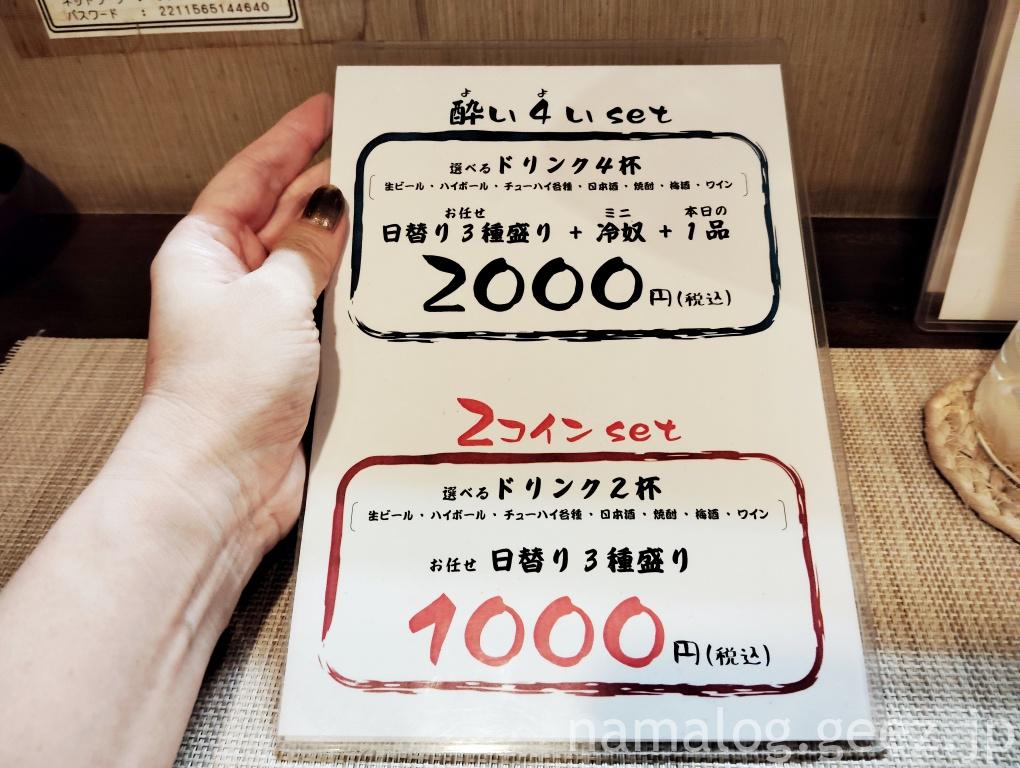 パスワード : 2211565144640
酔い4い set
よ よ
選べるドリンク4杯
生ビール・ハイボール・チューハイ各種・日本酒・焼酎・梅酒・ワイン
お任せ ミニ 本日の
日替り3種盛り + 冷奴 + 1品
2000円(税込)
2コイン set
選べるドリンク2杯
生ビール・ハイボール・チューハイ各種・日本酒・焼酎・梅酒・ワイン
お任せ 日替り3種盛り
1000円(税込)
namalog.geez.jp